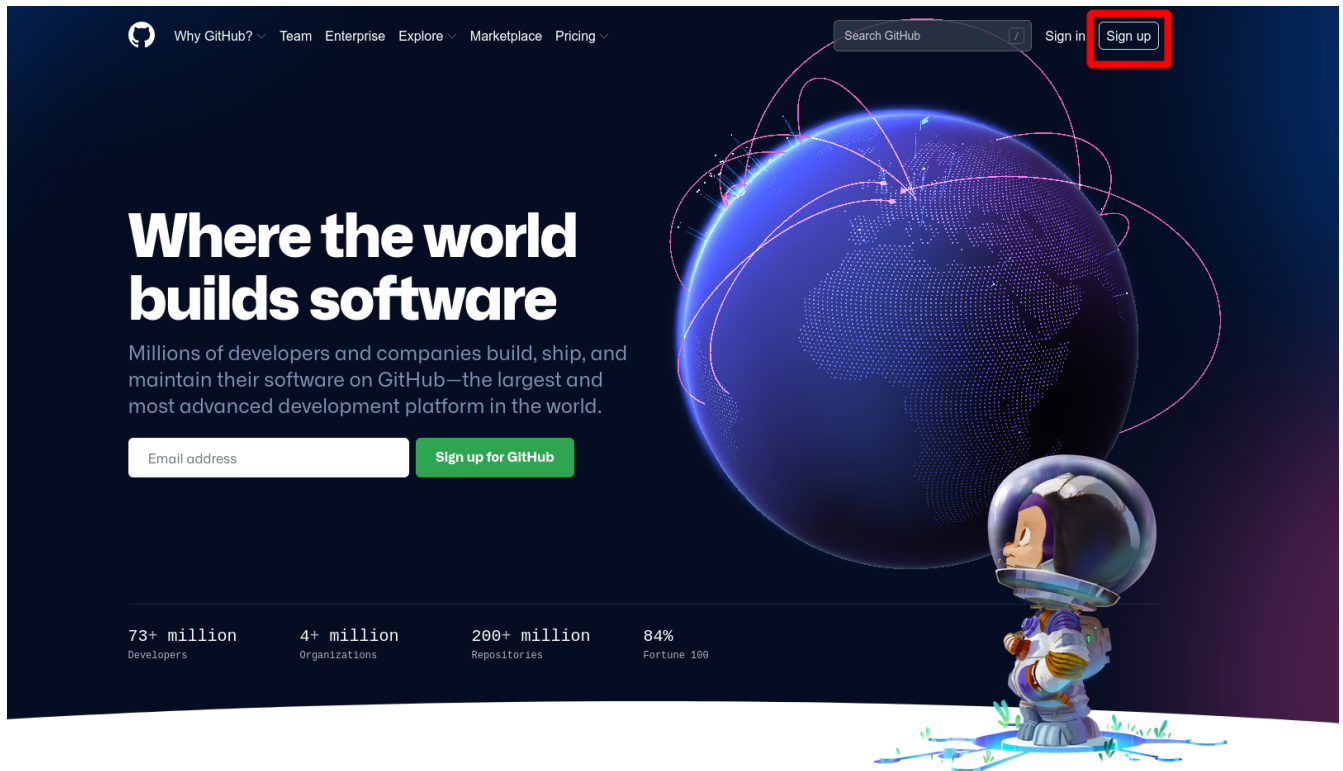 Why GitHub? Team Enterprise Explore Marketplace Pricing Search GitHub / Sign in Sign up
Where the world
builds software
Millions of developers and companies build, ship, and
maintain their software on GitHub—the largest and
most advanced development platform in the world.
Email address Sign up for GitHub
73+ million 4+ million 200+ million 84%
Developers Organizations Repositories Fortune 100